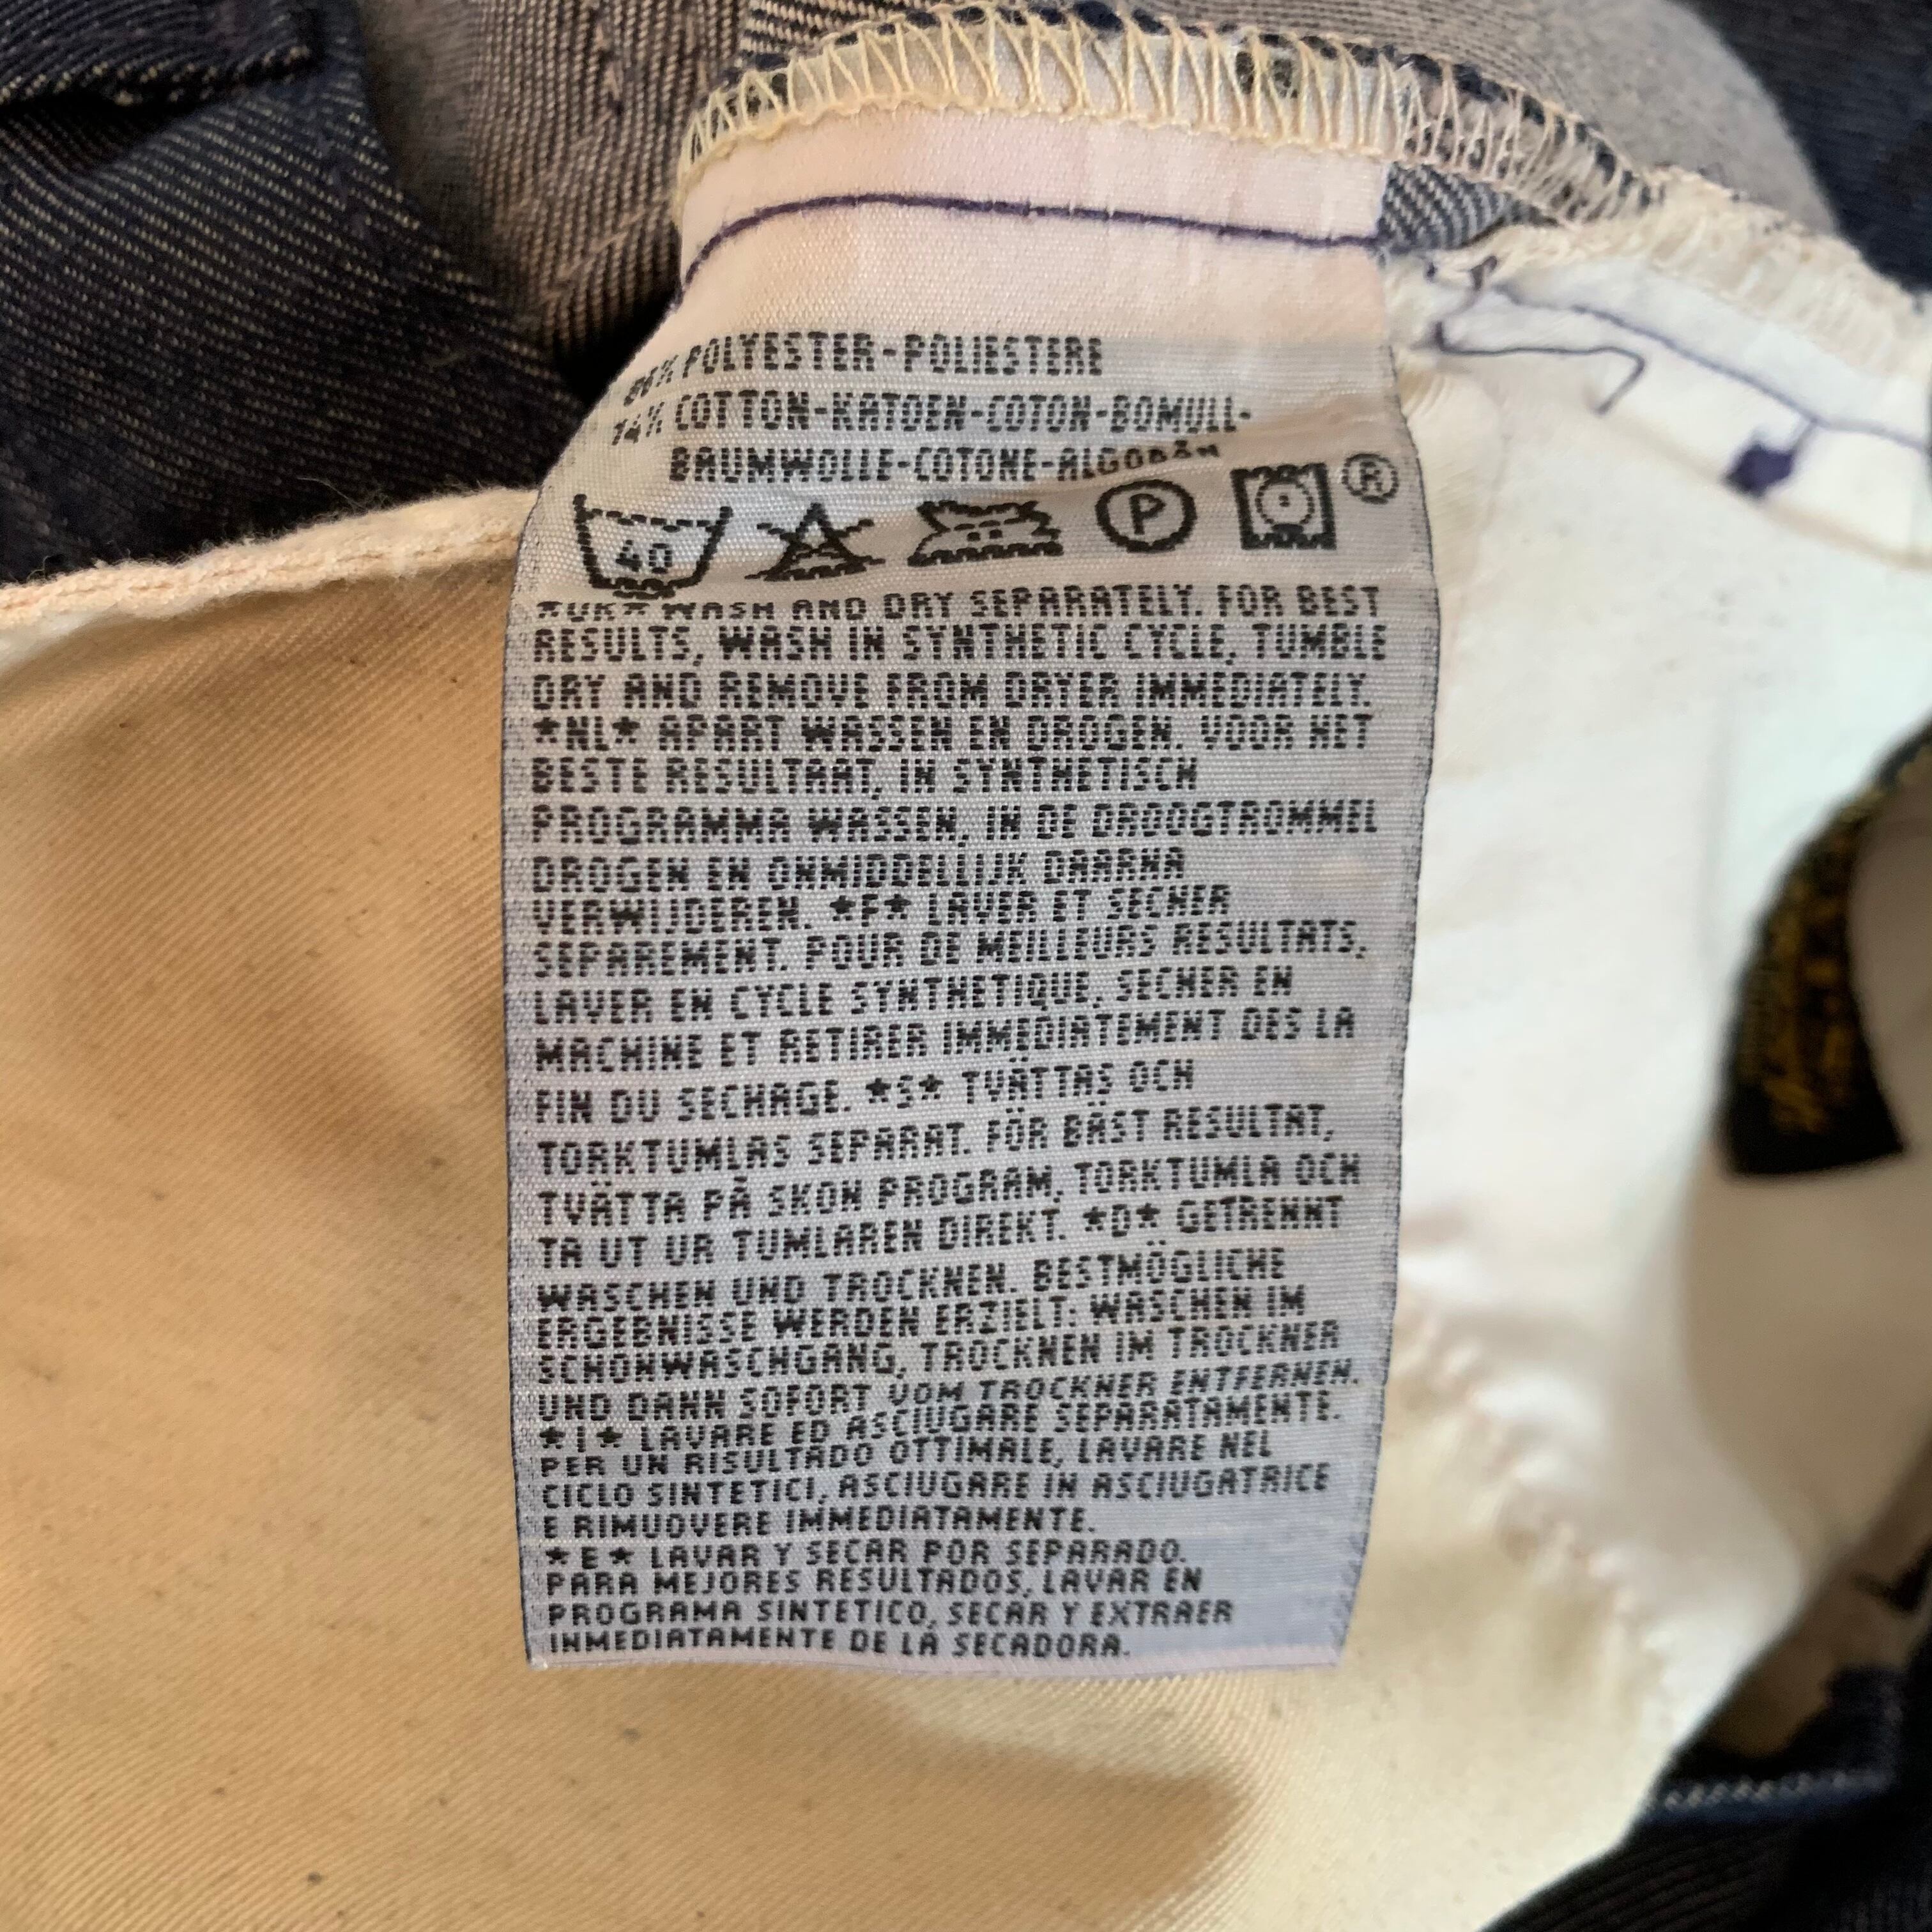 86% POLYESTER-POLIESTERE
14% COTTON-KATOEN-COTON-BOMULL-
BAUMWOLLE-COTONE-ALGODÓN
40 P ®
*UK* WASH AND DRY SEPARATELY. FOR BEST
RESULTS, WASH IN SYNTHETIC CYCLE, TUMBLE
DRY AND REMOVE FROM DRYER IMMEDIATELY.
*NL* APART WASSEN EN DROGEN. VOOR HET
BESTE RESULTAAT, IN SYNTHETISCH
PROGRAMMA WASSEN, IN DE DROOGTROMMEL
DROGEN EN ONMIDDELLIJK DAARNA
VERWIJDEREN. *F* LAVER ET SECHER
SEPAREMENT. POUR DE MEILLEURS RESULTATS,
LAVER EN CYCLE SYNTHETIQUE, SECHER EN
MACHINE ET RETIRER IMMEDIATEMENT DES LA
FIN DU SECHAGE. *S* TVÄTTAS OCH
TORKTUMLAS SEPARAT. FÖR BÄST RESULTAT,
TVÄTTA PÅ SKON PROGRAM, TORKTUMLA OCH
TA UT UR TUMLAREN DIREKT. *D* GETRENNT
WASCHEN UND TROCKNEN. BESTMÖGLICHE
ERGEBNISSE WERDEN ERZIELT: WASCHEN IM
SCHONWASCHGANG, TROCKNEN IM TROCKNER
UND DANN SOFORT VOM TROCKNER ENTFERNEN.
*I* LAVARE ED ASCIUGARE SEPARATAMENTE.
PER UN RISULTADO OTTIMALE, LAVARE NEL
CICLO SINTETICI, ASCIUGARE IN ASCIUGATRICE
E RIMUOVERE IMMEDIATAMENTE.
*E* LAVAR Y SECAR POR SEPARADO.
PARA MEJORES RESULTADOS, LAVAR EN
PROGRAMA SINTETICO, SECAR Y EXTRAER
INMEDIATAMENTE DE LA SECADORA.